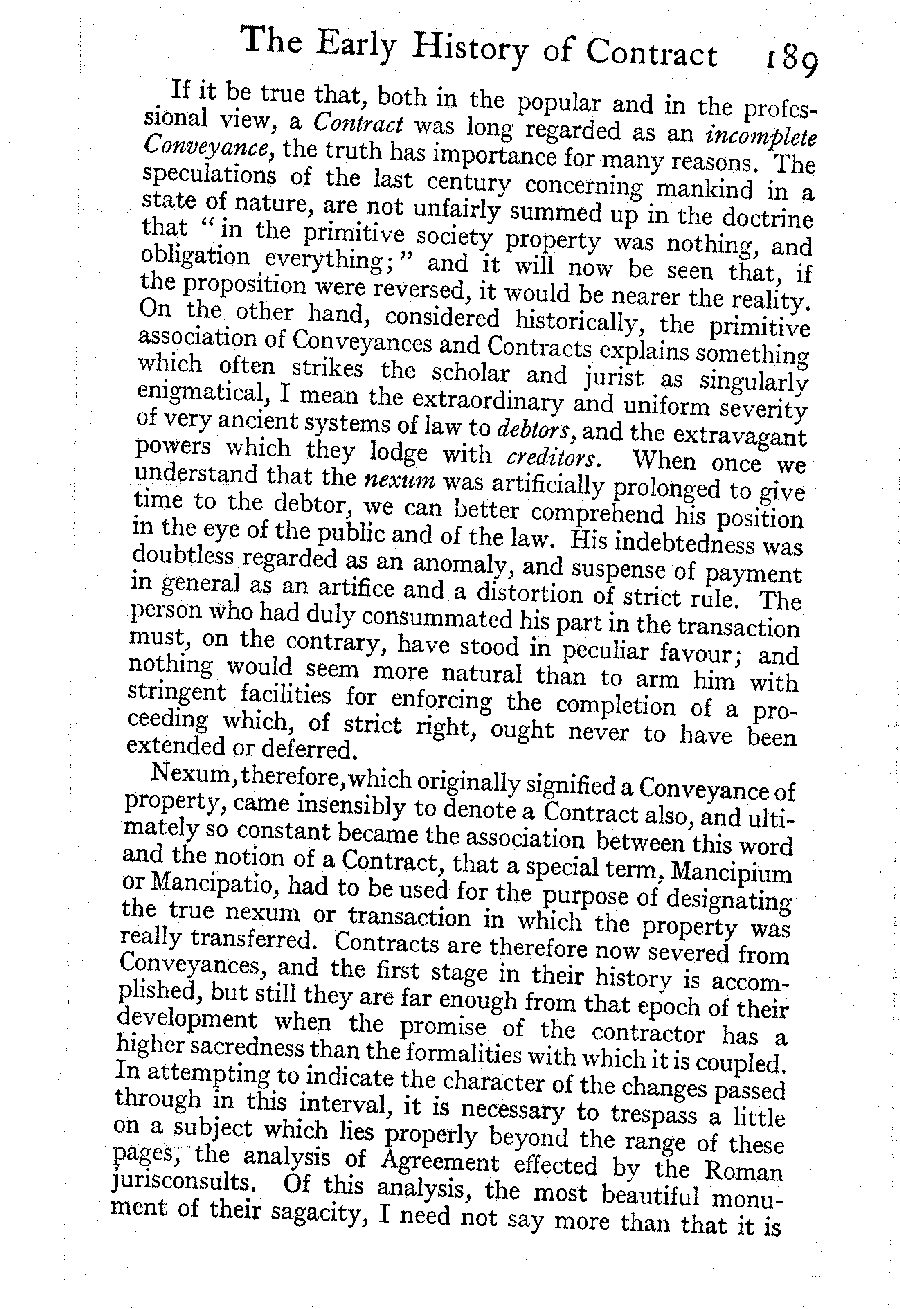 The Early History of Contract 189
If it be true that, both in the popular and in the profes-
sional view, a Contract was long regarded as an incomplete
Conveyance, the truth has importance for many reasons. The
speculations of the last century concerning mankind in a
state of nature, are not unfairly summed up in the doctrine
that "in the primitive society property was nothing, and
obligation everything;" and it will now be seen that, if
the proposition were reversed, it would be nearer the reality.
On the other hand, considered historically, the primitive
association of Conveyances and Contracts explains something
which often strikes the scholar and jurist as singularly
enigmatical, I mean the extraordinary and uniform severity
of very ancient systems of law to debtors, and the extravagant
powers which they lodge with creditors. When once we
understand that the nexum was artificially prolonged to give
time to the debtor, we can better comprehend his position
in the eye of the public and of the law. His indebtedness was
doubtless regarded as an anomaly, and suspense of payment
in general as an artifice and a distortion of strict rule. The
person who had duly consummated his part in the transaction
must, on the contrary, have stood in peculiar favour; and
nothing would seem more natural than to arm him with
stringent facilities for enforcing the completion of a pro-
ceeding which, of strict right, ought never to have been
extended or deferred.
Nexum, therefore, which originally signified a Conveyance of
property, came insensibly to denote a Contract also, and ulti-
mately so constant became the association between this word
and the notion of a Contract, that a special term, Mancipium
or Mancipatio, had to be used for the purpose of designating
the true nexum or transaction in which the property was
really transferred. Contracts are therefore now severed from
Conveyances, and the first stage in their history is accom-
plished, but still they are far enough from that epoch of their
development when the promise of the contractor has a
higher sacredness than the formalities with which it is coupled.
In attempting to indicate the character of the changes passed
through in this interval, it is necessary to trespass a little
on a subject which lies properly beyond the range of these
pages, the analysis of Agreement effected by the Roman
jurisconsults. Of this analysis, the most beautiful monu-
ment of their sagacity, I need not say more than that it is